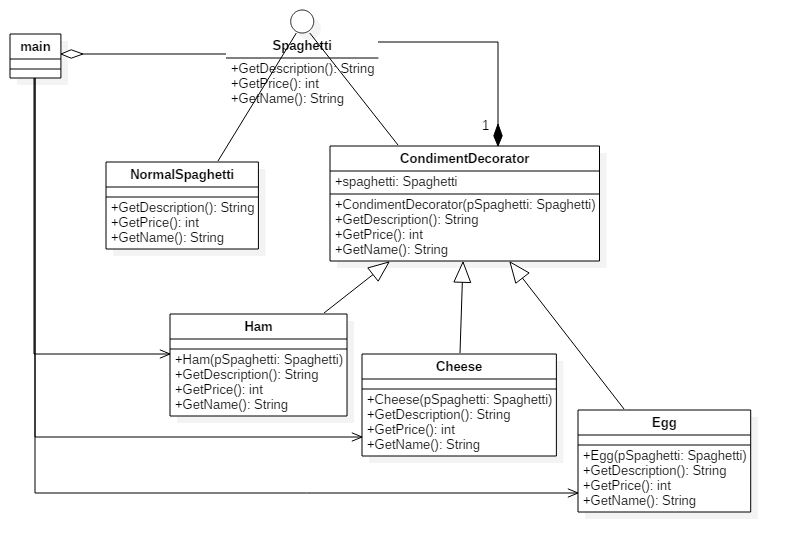 main
Spaghetti
+GetDescription(): String
+GetPrice(): int
+GetName(): String
1
NormalSpaghetti
+GetDescription(): String
+GetPrice(): int
+GetName(): String
CondimentDecorator
+spaghetti: Spaghetti
+CondimentDecorator(pSpaghetti: Spaghetti)
+GetDescription(): String
+GetPrice(): int
+GetName(): String
Ham
+Ham(pSpaghetti: Spaghetti)
+GetDescription(): String
+GetPrice(): int
+GetName(): String
Cheese
+Cheese(pSpaghetti: Spaghetti)
+GetDescription(): String
+GetPrice(): int
+GetName(): String
Egg
+Egg(pSpaghetti: Spaghetti)
+GetDescription(): String
+GetPrice(): int
+GetName(): String